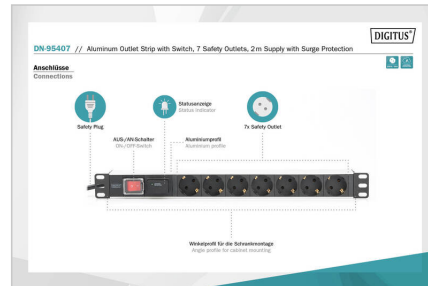 DIGITUS®
DN-95407 // Aluminum Outlet Strip with Switch, 7 Safety Outlets, 2 m Supply with Surge Protection
Anschlüsse
Connections
Safety Plug
Statusanzeige
Status indicator
7x Safety Outlet
AUS-/AN-Schalter
ON-/OFF-Switch
Aluminiumprofil
Aluminium profile
Winkelprofil für die Schrankmontage
Angle profile for cabinet mounting